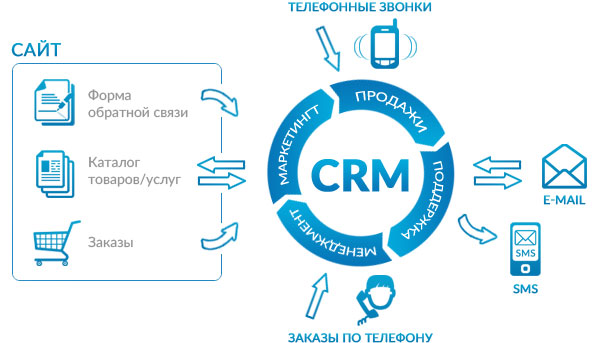 ТЕЛЕФОННЫЕ ЗВОНКИ
САЙТ
Форма
обратной связи
Каталог
товаров/услуг
Заказы
МАРКЕТИНГТ
ПРОДАЖИ
ПОДДЕРЖКА
МЕНЕДЖМЕНТ
CRM
E-MAIL
SMS
SMS
ЗАКАЗЫ ПО ТЕЛЕФОНУ